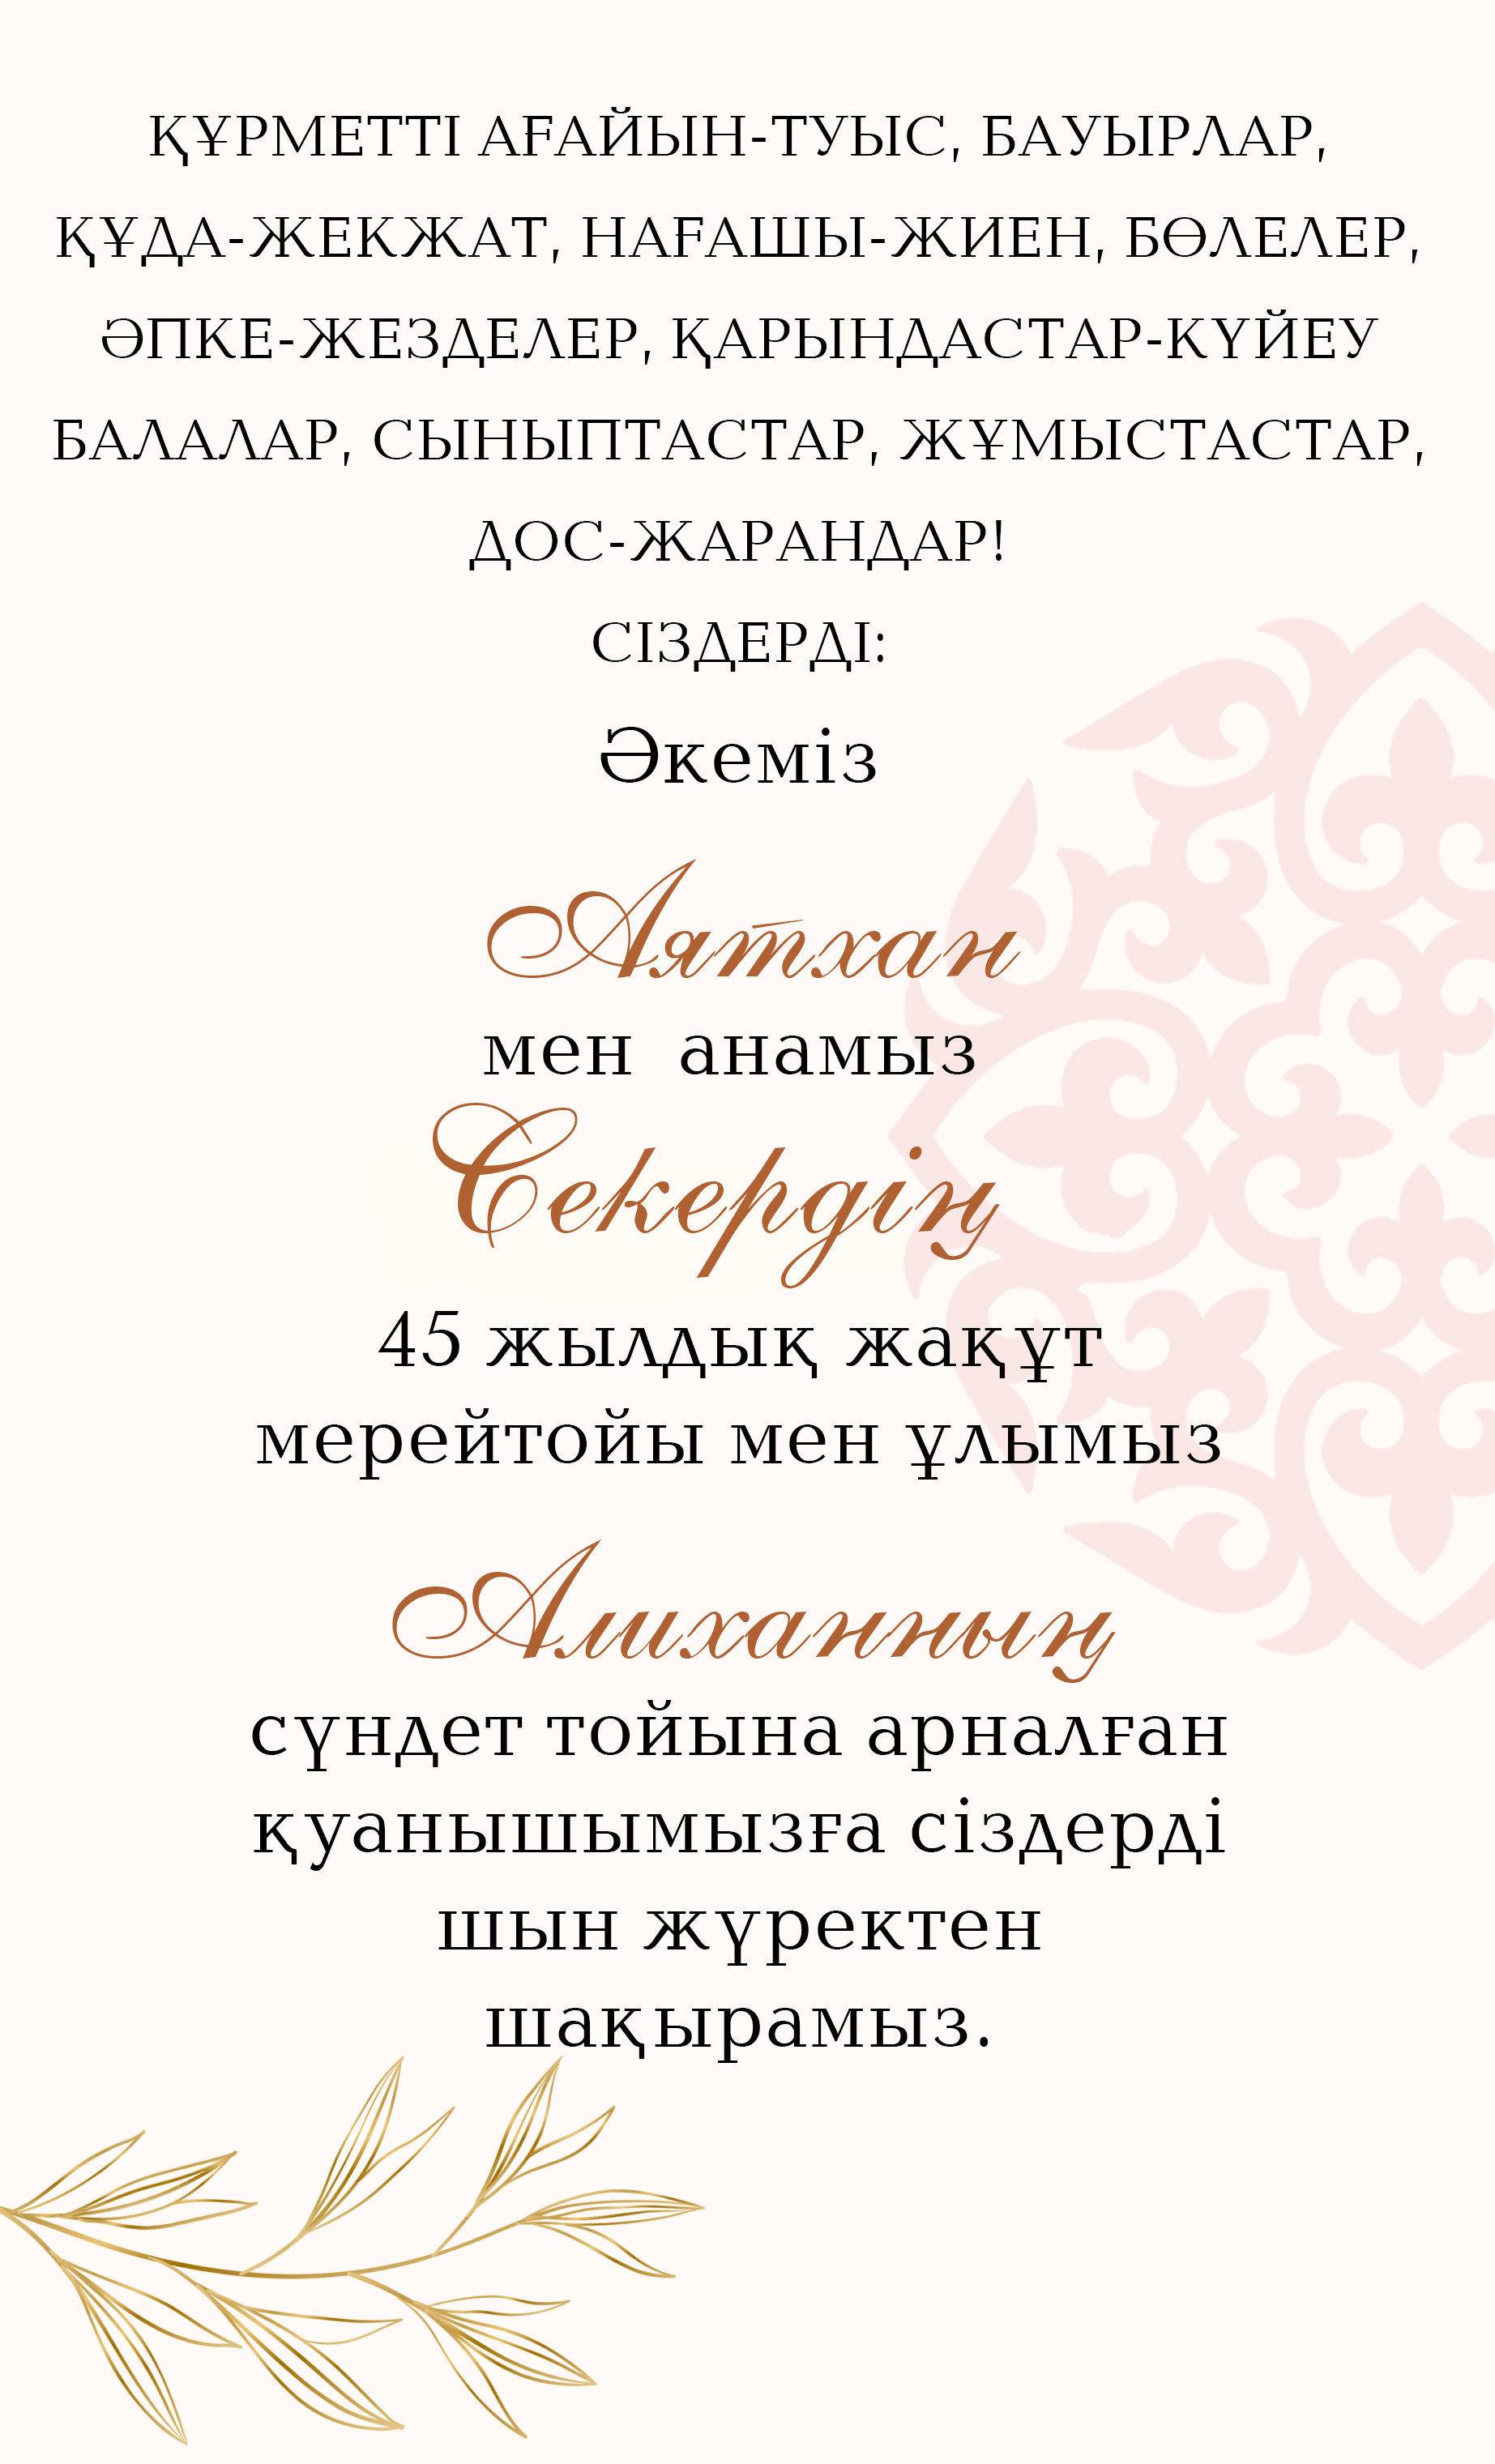 ҚҰРМЕТТІ АҒАЙЫН-ТУЫС, БАУЫРЛАР,
ҚҰДА-ЖЕКЖАТ, НАҒАШЫ-ЖИЕН, БӨЛЕЛЕР,
ӘПКЕ-ЖЕЗДЕЛЕР, ҚАРЫНДАСТАР-КҮЙЕУ
БАЛАЛАР, СЫНЫПТАСТАР, ЖҰМЫСТАСТАР,
ДОС-ЖАРАНДАР!
СІЗДЕРДІ:
Әкеміз
Аятхан
мен анамыз
Секердің
45 жылдық жақұт
мерейтойы мен ұлымыз
Алиханның
сүндет тойына арналған
қуанышымызға сіздерді
шын жүректен
шақырамыз.